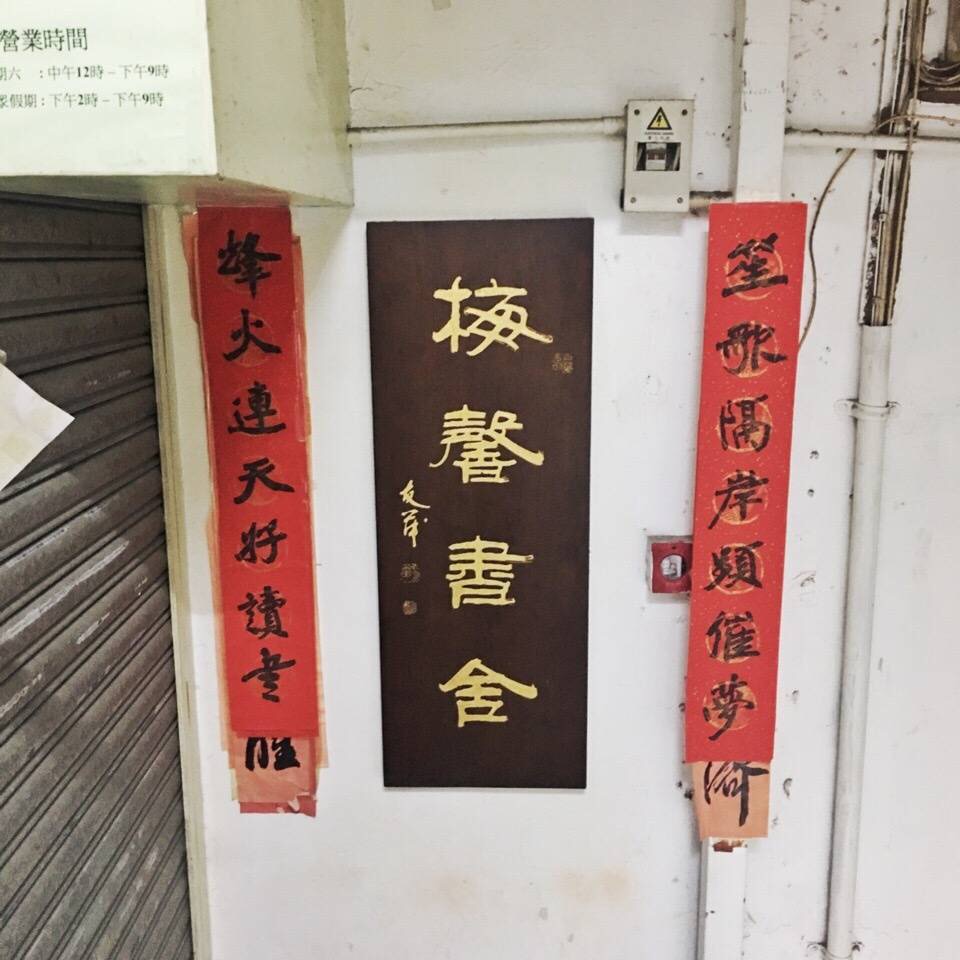 營業時間
期六 : 中午12時 – 下午9時
眾假期 : 下午2時 – 下午9時
笙歌隔岸頻催夢
烽火連天好讀書
梅馨書舍